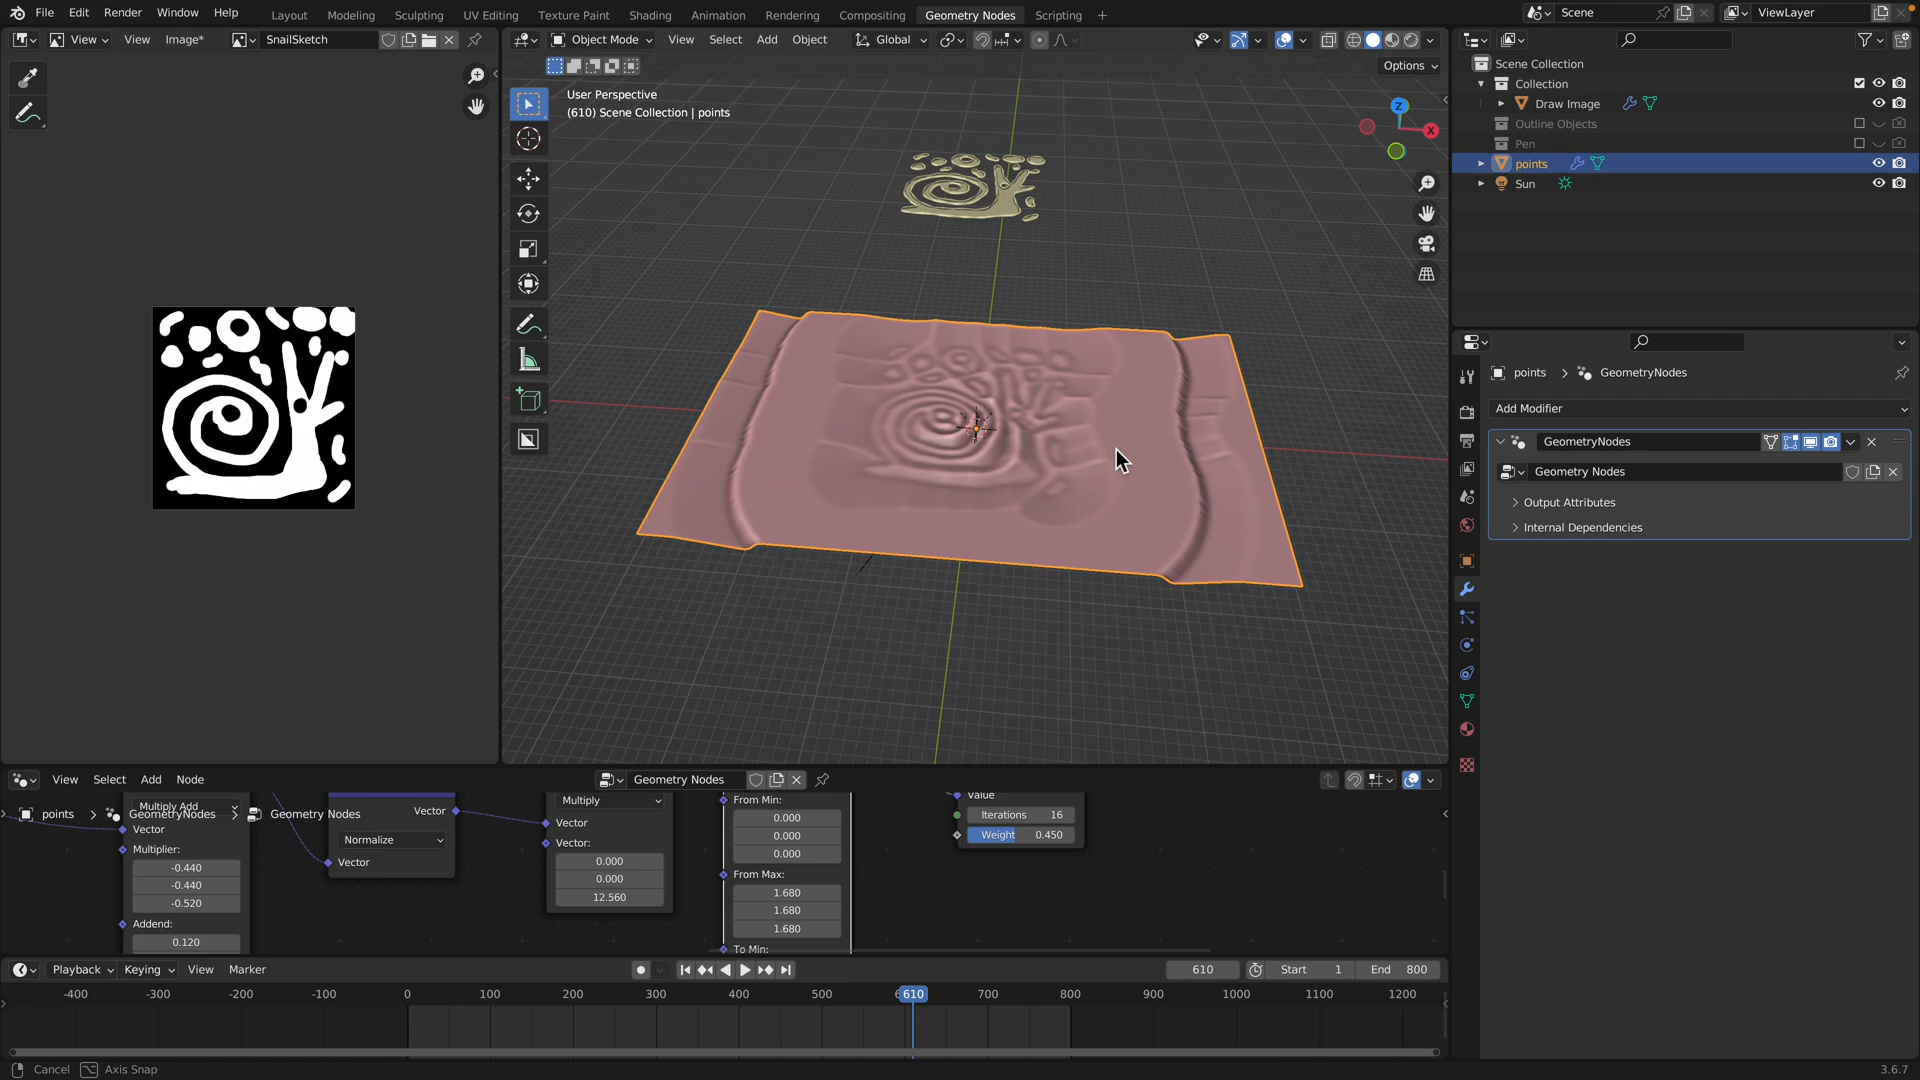 File Edit Render Window Help
Layout Modeling Sculpting UV Editing Texture Paint Shading Animation Rendering Compositing Geometry Nodes Scripting +
Scene ViewLayer
View View Image* SnailSketch
Object Mode View Select Add Object Global
Options
User Perspective
(610) Scene Collection | points
Z
X
Scene Collection
Collection
Draw Image
Outline Objects
Pen
points
Sun
points GeometryNodes
Add Modifier
GeometryNodes
Geometry Nodes
Output Attributes
Internal Dependencies
View Select Add Node Geometry Nodes
points GeometryNodes Geometry Nodes
Multiply Add
Vector
Multiplier:
-0.440
-0.440
-0.520
Addend:
0.120
Vector
Normalize
Vector
Multiply
Vector
Vector:
0.000
0.000
12.560
From Min:
0.000
0.000
0.000
From Max:
1.680
1.680
1.680
To Min:
Value
Iterations 16
Weight 0.450
Playback Keying View Marker
610 Start 1 End 800
-400 -300 -200 -100 0 100 200 300 400 500 610 700 800 900 1000 1100 1200
Cancel Axis Snap
3.6.7